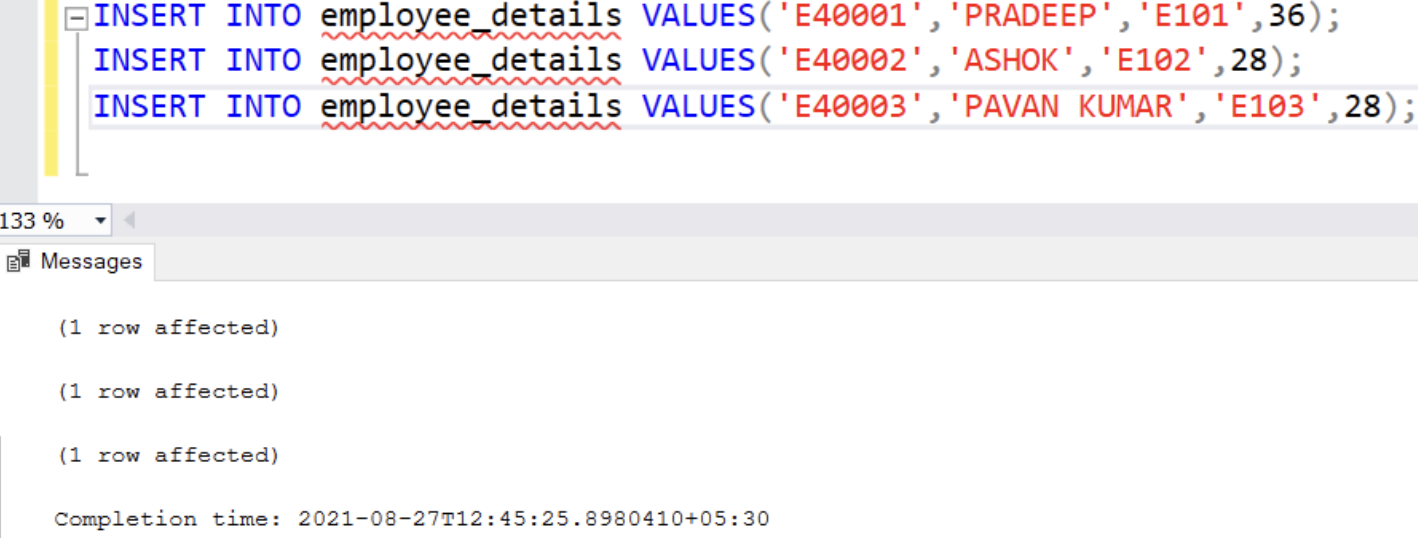 INSERT INTO employee_details VALUES('E40001','PRADEEP','E101',36);
INSERT INTO employee_details VALUES('E40002','ASHOK','E102',28);
INSERT INTO employee_details VALUES('E40003','PAVAN KUMAR','E103',28);
133 %
Messages
(1 row affected)
(1 row affected)
(1 row affected)
Completion time: 2021-08-27T12:45:25.8980410+05:30